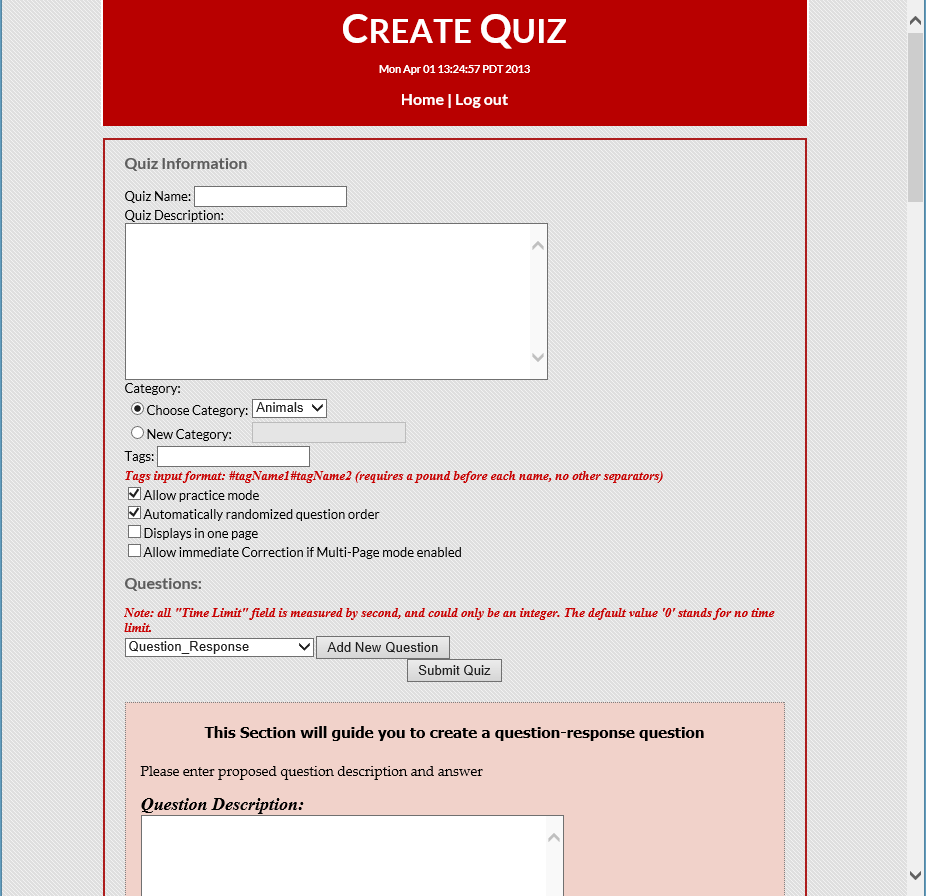 CREATE QUIZ
Mon Apr 01 13:24:57 PDT 2013
Home | Log out
Quiz Information
Quiz Name:
Quiz Description:
Category:
Choose Category: Animals
New Category:
Tags:
Tags input format: #tagName1#tagName2 (requires a pound before each name, no other separators)
Allow practice mode
Automatically randomized question order
Displays in one page
Allow immediate Correction if Multi-Page mode enabled
Questions:
Note: all "Time Limit" field is measured by second, and could only be an integer. The default value '0' stands for no time
limit.
Question_Response Add New Question
Submit Quiz
This Section will guide you to create a question-response question
Please enter proposed question description and answer
Question Description: